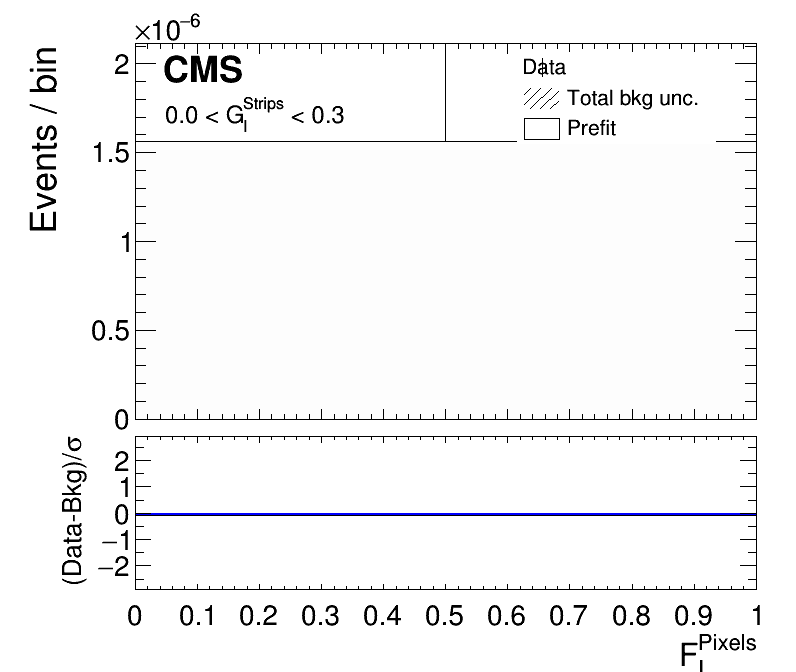 ×10⁻⁶
Events / bin
CMS
0.0 < G_I^Strips < 0.3
Data
Total bkg unc.
Prefit
2
1.5
1
0.5
0
(Data-Bkg)/σ
2
1
0
−1
−2
0 0.1 0.2 0.3 0.4 0.5 0.6 0.7 0.8 0.9 1
F_I^Pixels